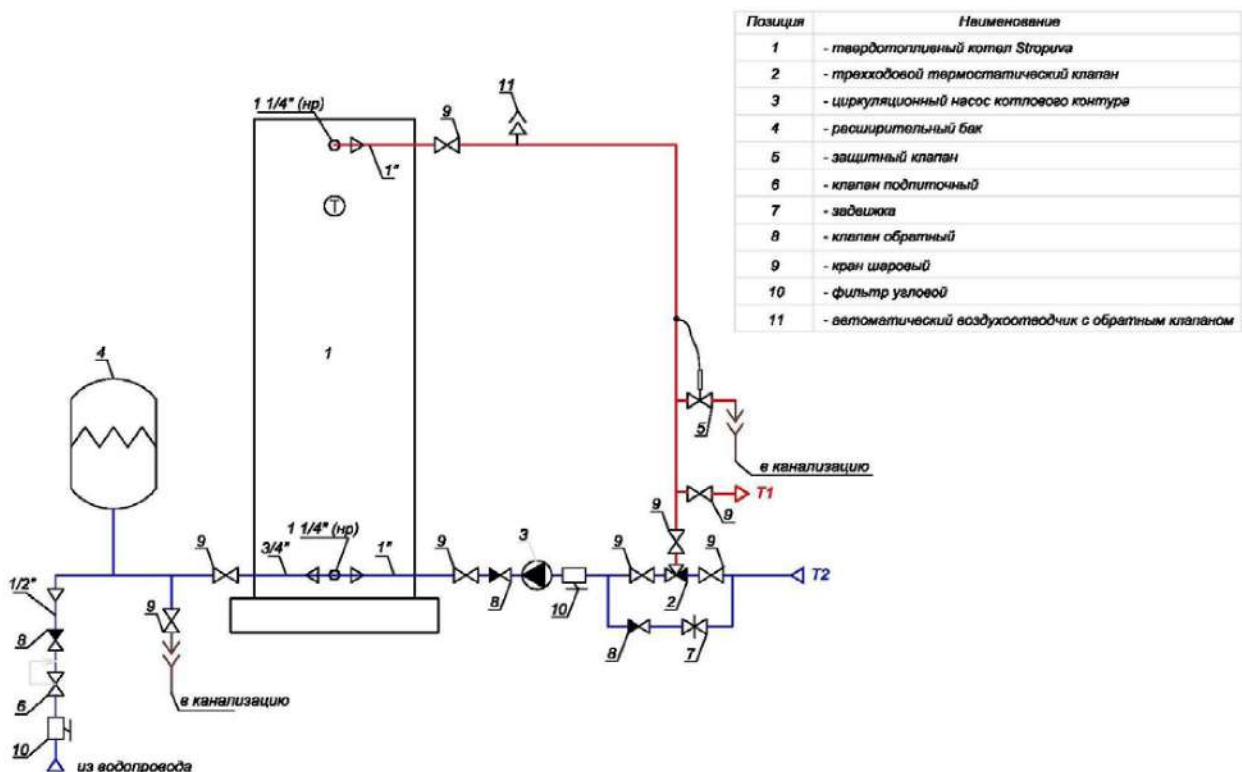 Позиция Наименование
1 - твердотопливный котел Stropuva
2 - трехходовой термостатический клапан
3 - циркуляционный насос котлового контура
4 - расширительный бак
5 - защитный клапан
6 - клапан подпиточный
7 - задвижка
8 - клапан обратный
9 - кран шаровый
10 - фильтр угловой
11 - автоматический воздухоотводчик с обратным клапаном
11
1 1/4" (нр)
9
1"
T
1
4
5
в канализацию
T1
9
9
1 1/4" (нр)
3
9
3/4"
1"
9
9
9
T2
1/2"
8
10
2
9
8
8
7
6
в канализацию
10
из водопровода